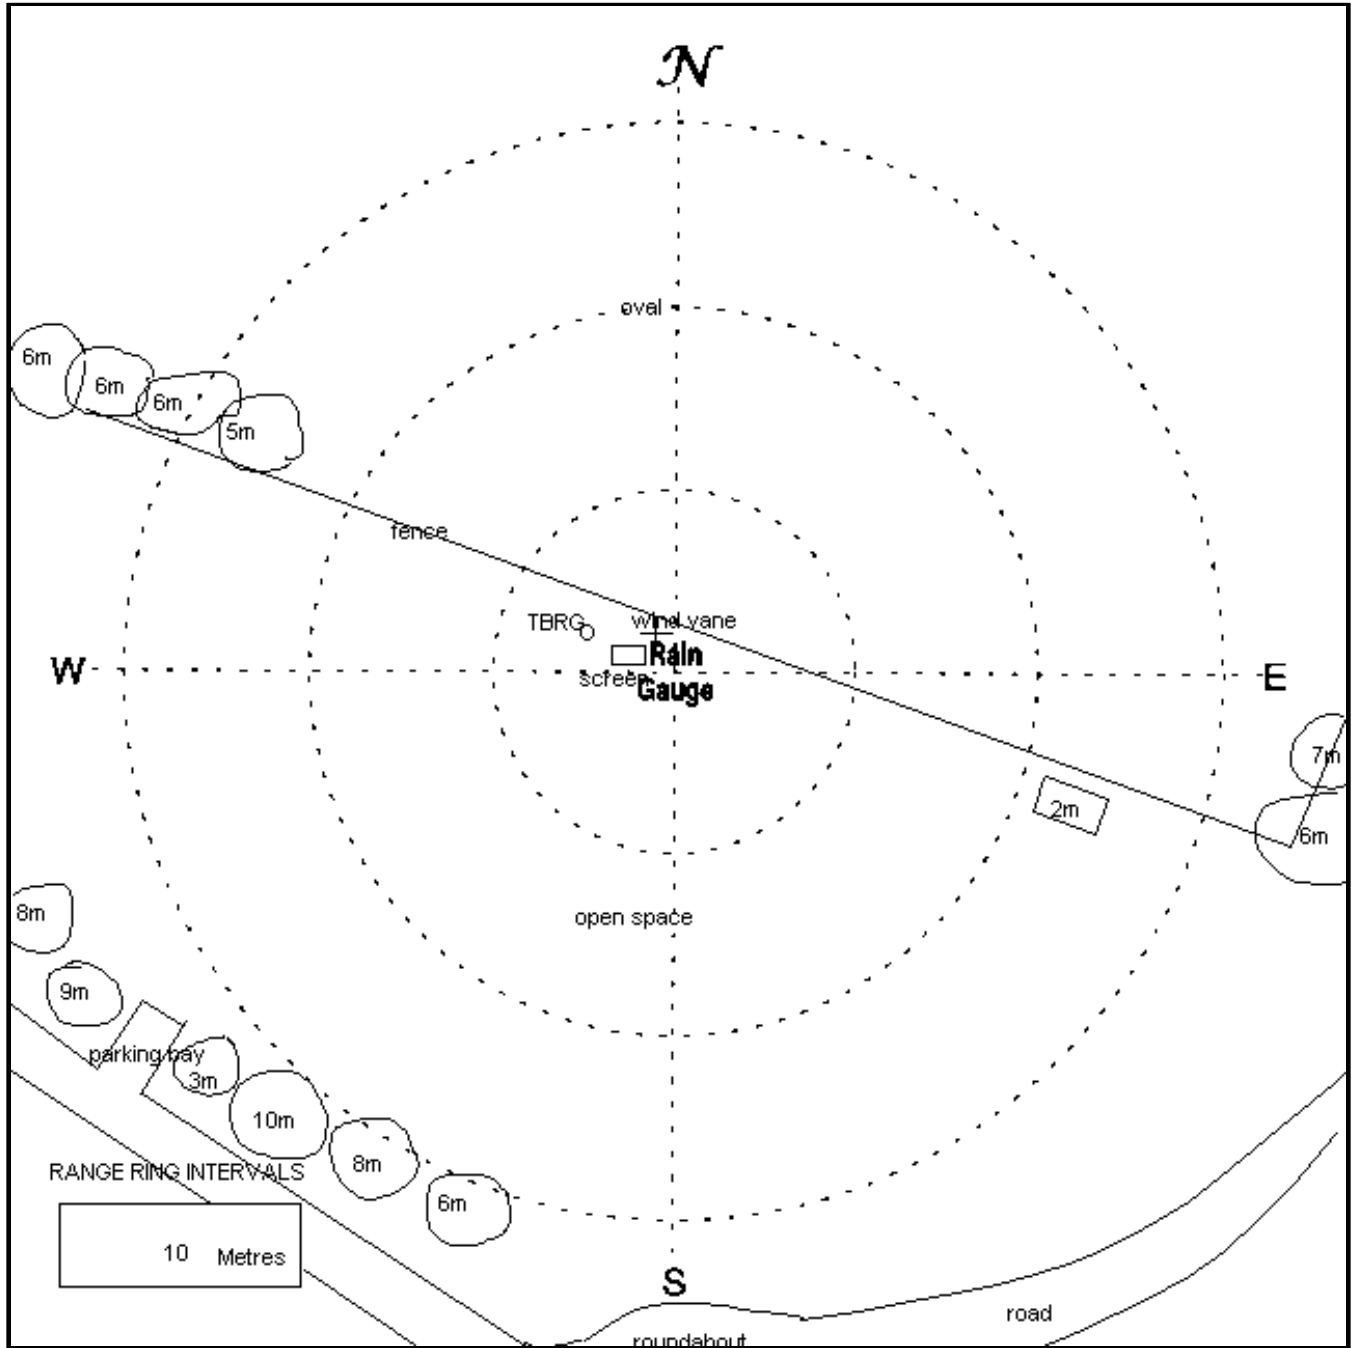 N
oval
6m
6m
6m
5m
fence
TBRG
wind vane
Rain
W
screen
Gauge
E
7m
2m
6m
8m
open space
9m
parking bay
3m
10m
8m
RANGE RING INTERVALS
6m
10 Metres
S
road
roundabout